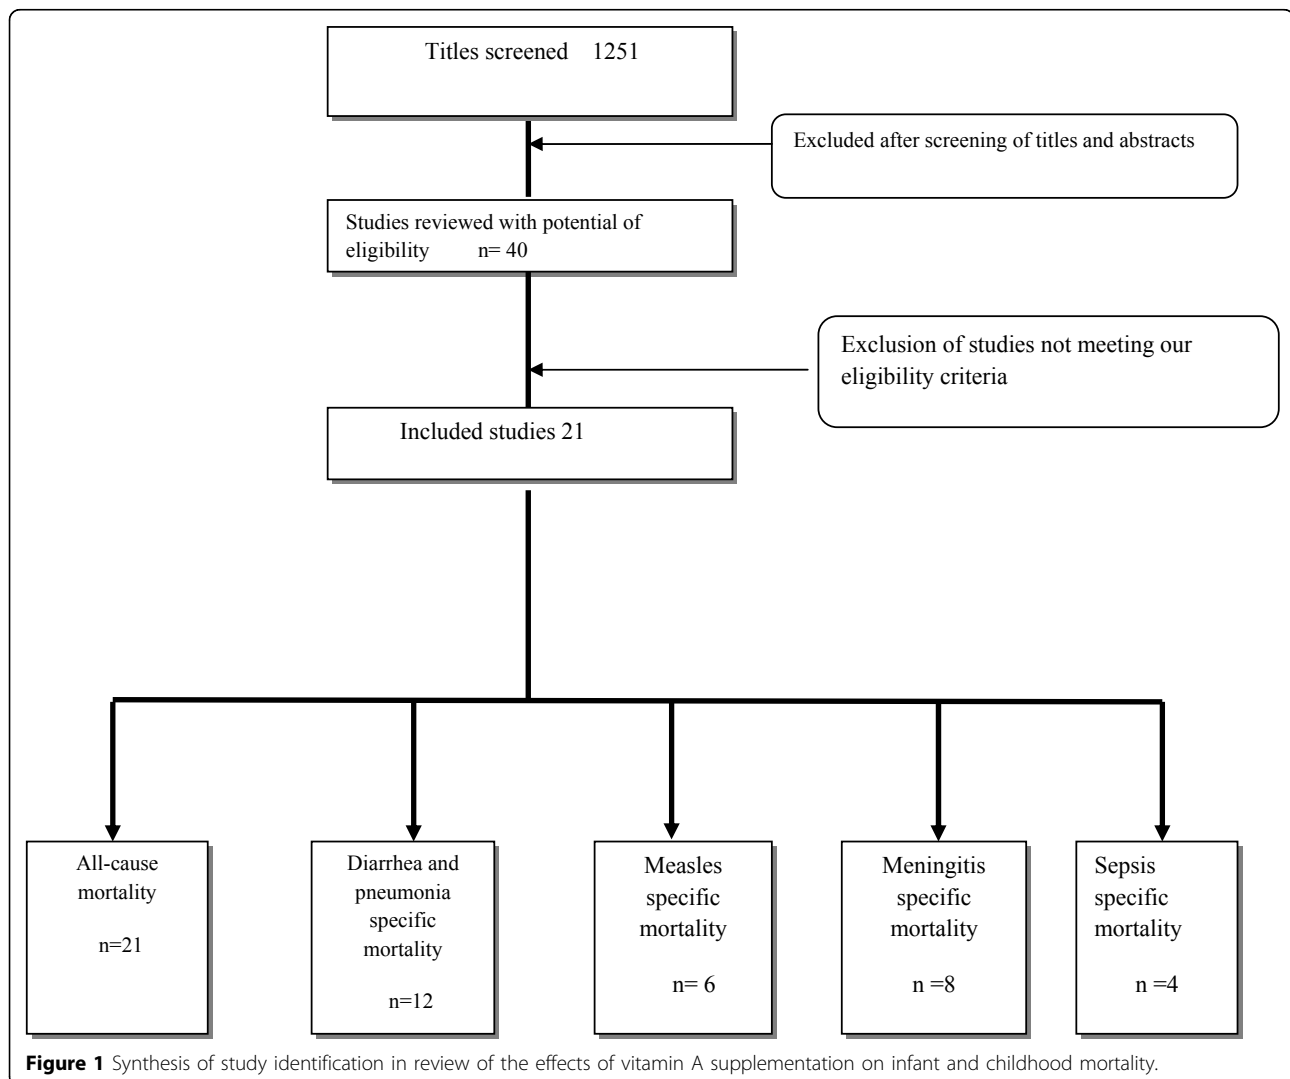 Titles screened 1251
Excluded after screening of titles and abstracts
Studies reviewed with potential of
eligibility n= 40
Exclusion of studies not meeting our
eligibility criteria
Included studies 21
All-cause
mortality
n=21
Diarrhea and
pneumonia
specific
mortality
n=12
Measles
specific
mortality
n= 6
Meningitis
specific
mortality
n =8
Sepsis
specific
mortality
n =4
Figure 1 Synthesis of study identification in review of the effects of vitamin A supplementation on infant and childhood mortality.